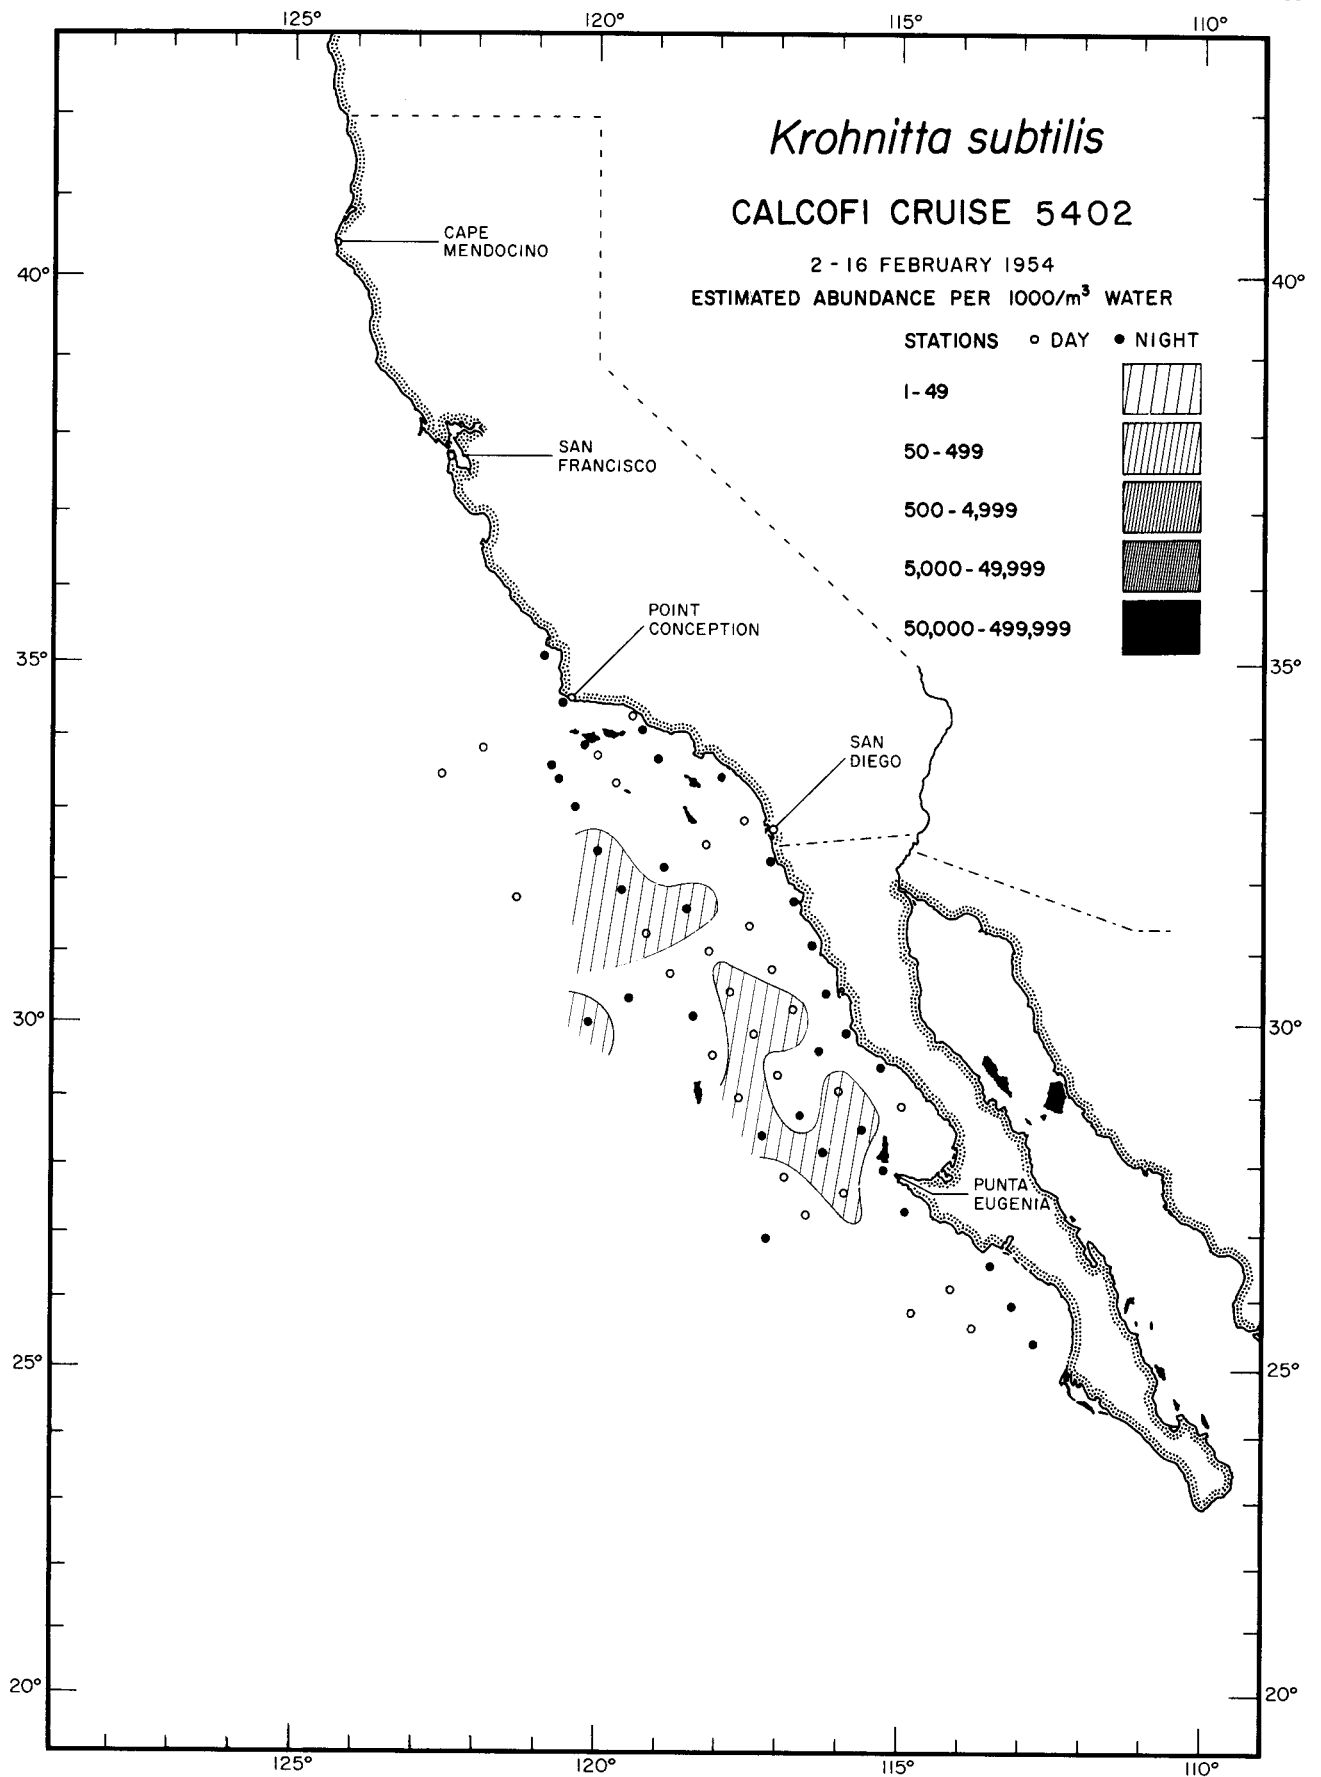 125° 120° 115° 110°
Krohnitta subtilis
CALCOFI CRUISE 5402
2-16 FEBRUARY 1954
ESTIMATED ABUNDANCE PER 1000/m³ WATER
STATIONS ○ DAY ● NIGHT
1-49
50-499
500-4,999
5,000-49,999
50,000-499,999
CAPE
MENDOCINO
40° 40°
SAN
FRANCISCO
POINT
CONCEPTION
35° 35°
SAN
DIEGO
30° 30°
PUNTA
EUGENIA
25° 25°
20° 20°
125° 120° 115° 110°